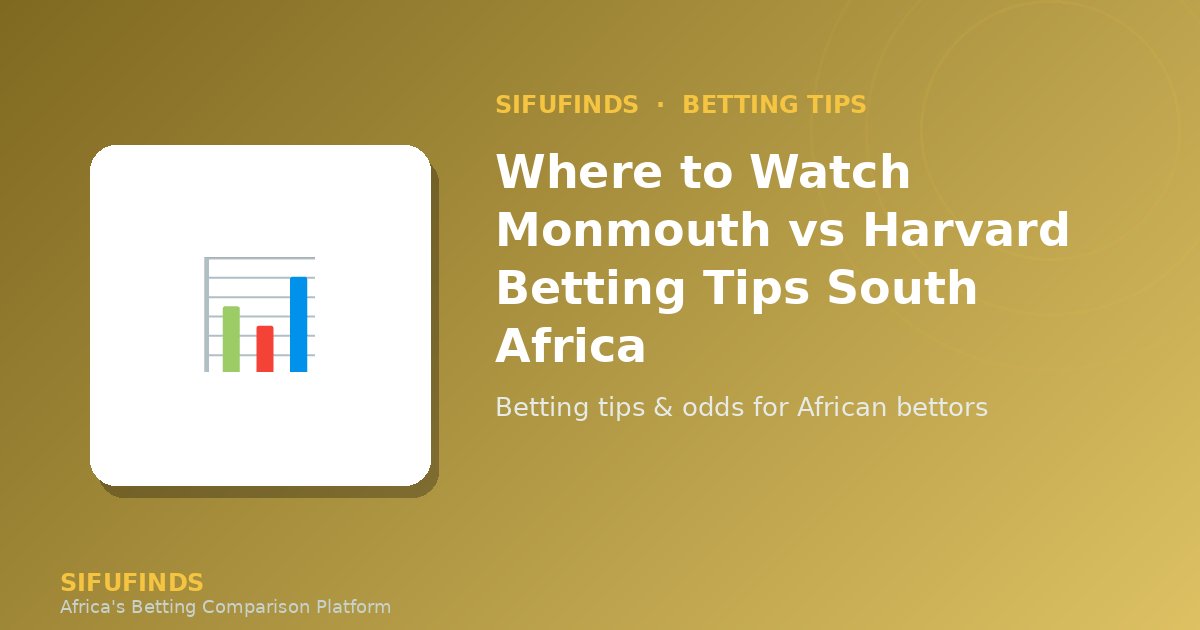 SIFUFINDS · BETTING TIPS
Where to Watch
Monmouth vs Harvard
Betting Tips South
Africa
Betting tips & odds for African bettors
SIFUFINDS
Africa's Betting Comparison Platform